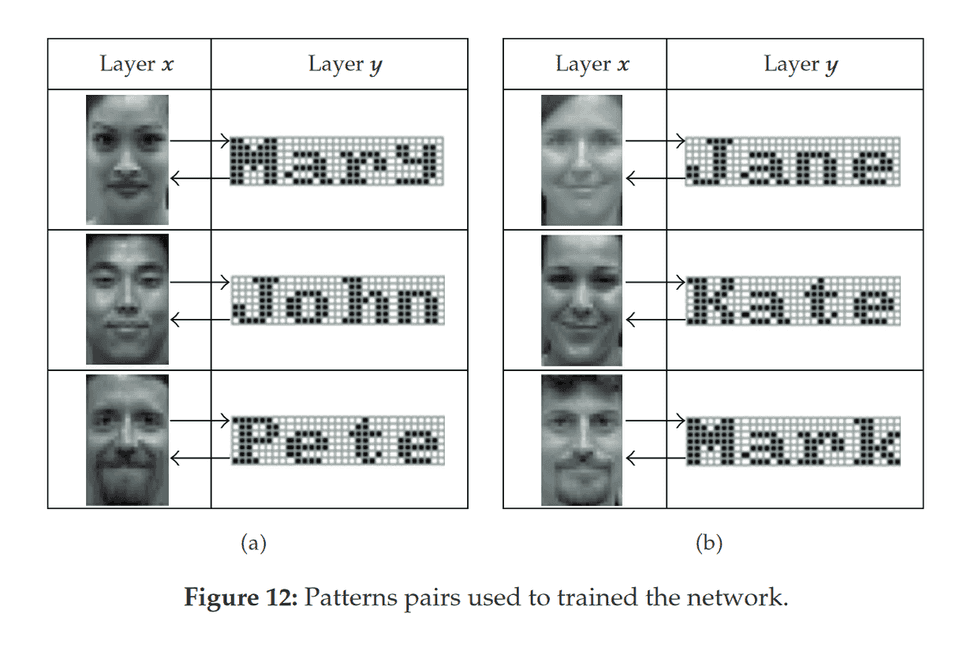 Layer x Layer y
Mary
John
Pete
(a)
Layer x Layer y
Jane
Kate
Mark
(b)
Figure 12: Patterns pairs used to trained the network.